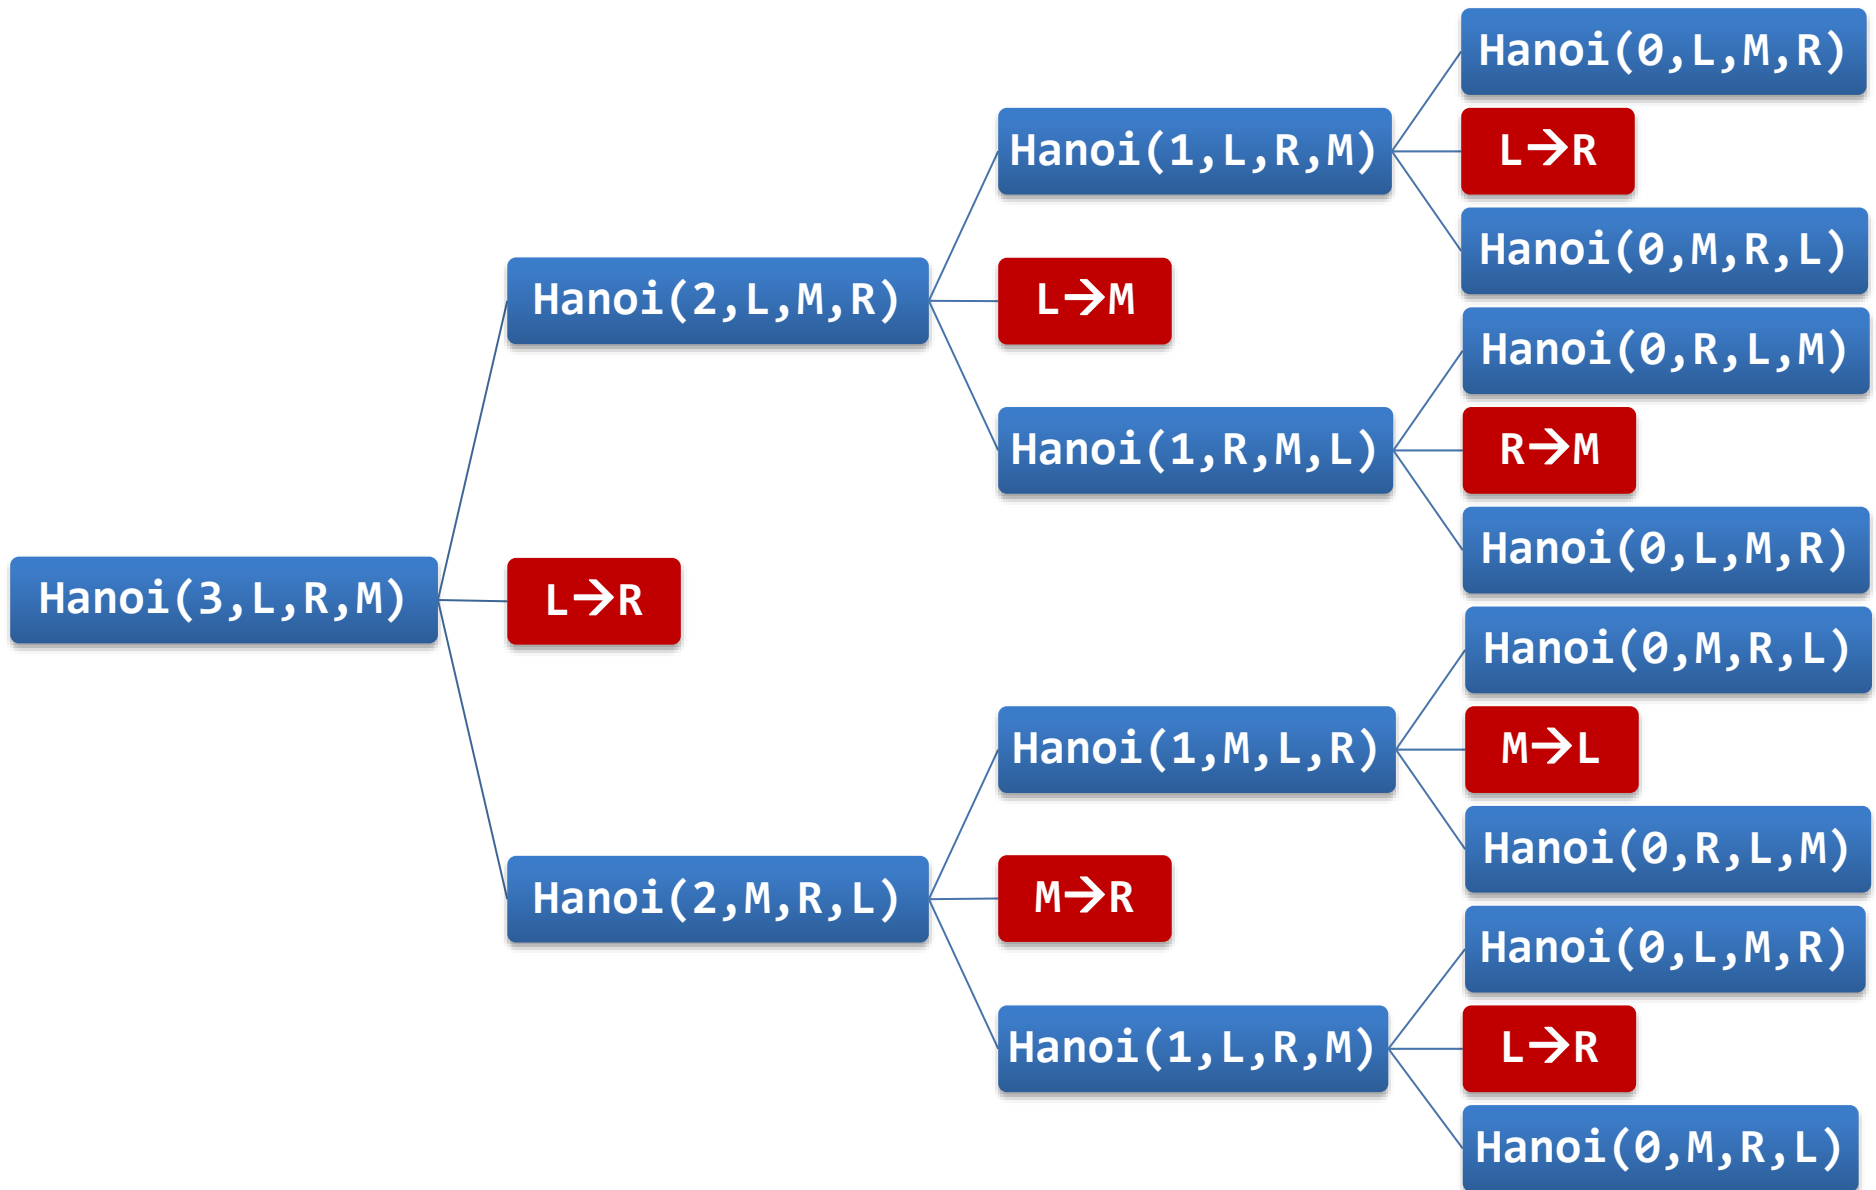 Hanoi(0,L,M,R)
Hanoi(1,L,R,M)
L→R
Hanoi(0,M,R,L)
Hanoi(2,L,M,R)
L→M
Hanoi(0,R,L,M)
Hanoi(1,R,M,L)
R→M
Hanoi(0,L,M,R)
Hanoi(3,L,R,M)
L→R
Hanoi(0,M,R,L)
Hanoi(1,M,L,R)
M→L
Hanoi(0,R,L,M)
Hanoi(2,M,R,L)
M→R
Hanoi(0,L,M,R)
Hanoi(1,L,R,M)
L→R
Hanoi(0,M,R,L)